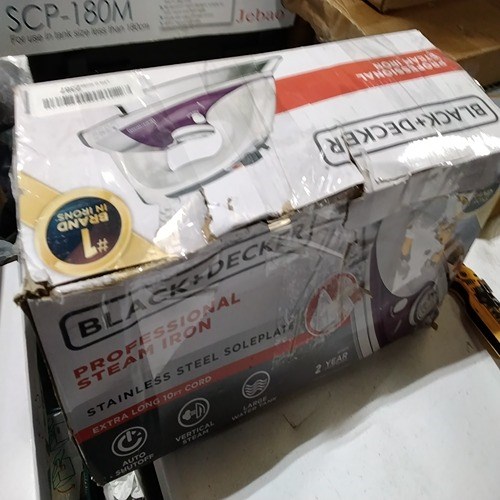 SCP-180M
For use in tank size less than 180cm
Jebao
PROFESSIONAL
STEAM IRON
BLACK+DECKER
#1
BRAND
IN IRONS
BLACK+DECKER
PROFESSIONAL
STEAM IRON
STAINLESS STEEL SOLEPLATE
EXTRA LONG 10FT CORD
AUTO
SHUTOFF
VERTICAL
STEAM
LARGE
WATER TANK
2 YEAR